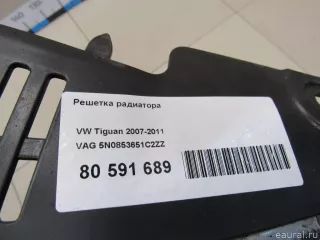 Решетка радиатора
VW Tiguan 2007-2011
VAG 5N0853651C2ZZ
80 591 689
© eaural.ru